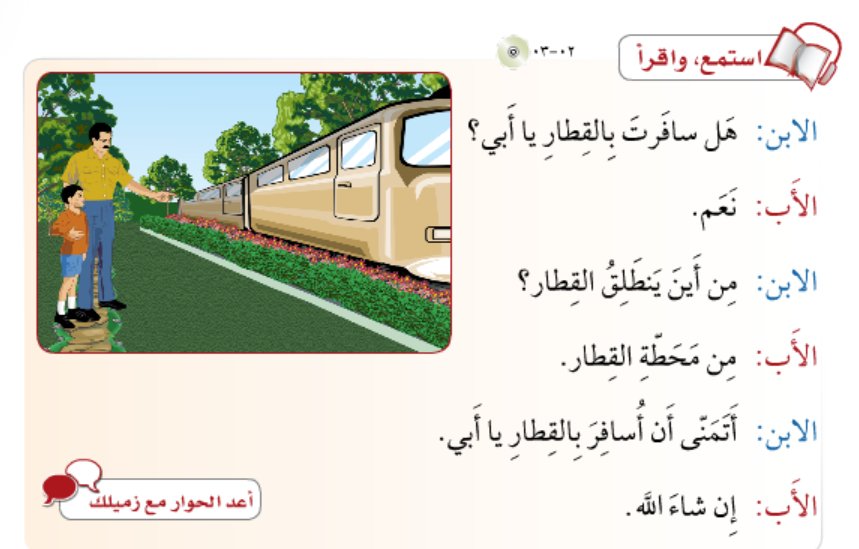 استمع، واقرأ
٠٢-٠٣
الابن: هَل سافَرتَ بِالقِطارِ يا أَبي؟
الأَب: نَعَم.
الابن: مِن أَينَ يَنطَلِقُ القِطار؟
الأَب: مِن مَحَطّةِ القِطار.
الابن: أَتَمَنّى أَن أُسافِرَ بِالقِطارِ يا أَبي.
الأَب: إِن شاءَ اللَّه.
أعد الحوار مع زميلك